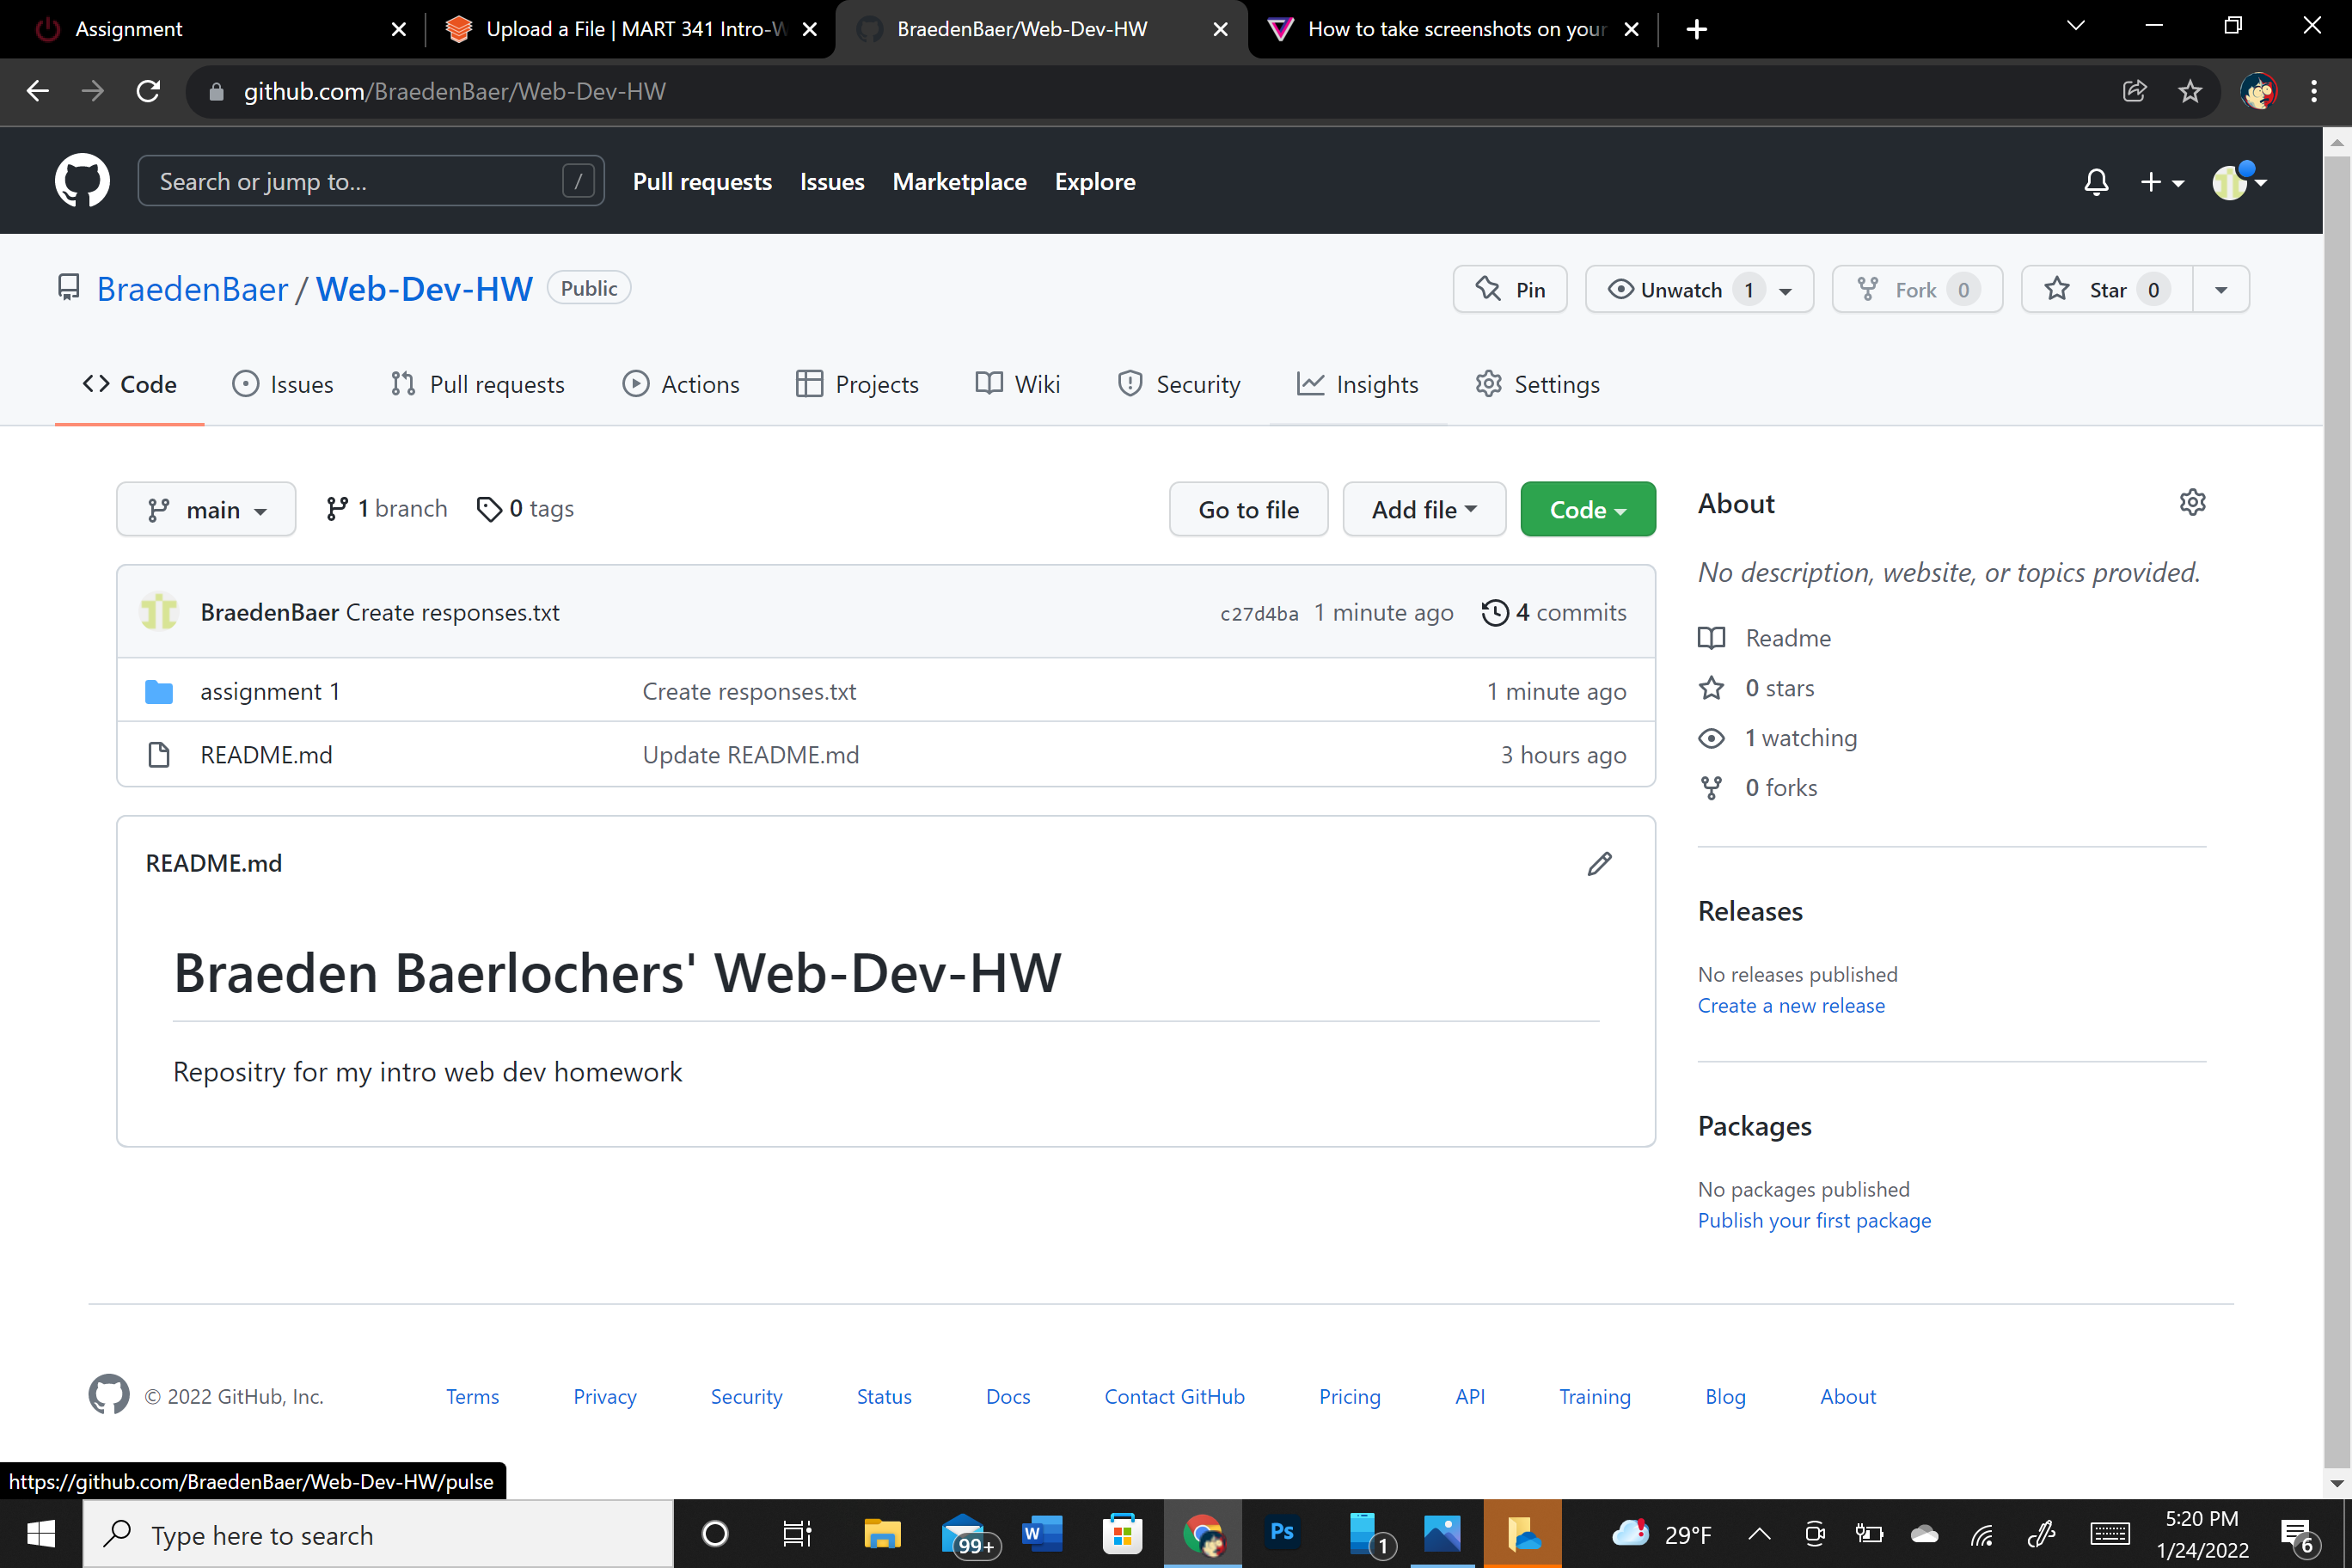 Assignment
Upload a File | MART 341 Intro-W
BraedenBaer/Web-Dev-HW
How to take screenshots on your
github.com/BraedenBaer/Web-Dev-HW
Search or jump to...
/
Pull requests
Issues
Marketplace
Explore
BraedenBaer / Web-Dev-HW
Public
Pin
Unwatch 1
Fork 0
Star 0
Code
Issues
Pull requests
Actions
Projects
Wiki
Security
Insights
Settings
main
1 branch
0 tags
Go to file
Add file
Code
BraedenBaer Create responses.txt
c27d4ba 1 minute ago
4 commits
assignment 1
Create responses.txt
1 minute ago
README.md
Update README.md
3 hours ago
README.md
Braeden Baerlochers' Web-Dev-HW
Repositry for my intro web dev homework
About
No description, website, or topics provided.
Readme
0 stars
1 watching
0 forks
Releases
No releases published
Create a new release
Packages
No packages published
Publish your first package
© 2022 GitHub, Inc.
Terms
Privacy
Security
Status
Docs
Contact GitHub
Pricing
API
Training
Blog
About
https://github.com/BraedenBaer/Web-Dev-HW/pulse
Type here to search
99+
W
Ps
1
29°F
5:20 PM
1/24/2022
6